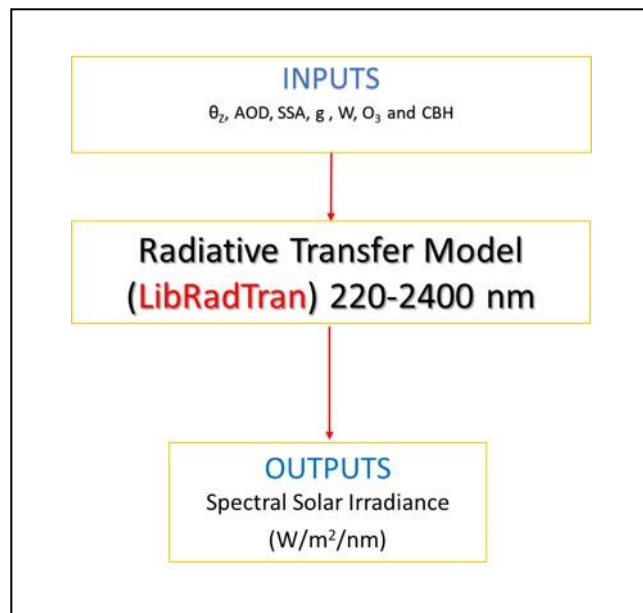 INPUTS
θz, AOD, SSA, g , W, O₃ and CBH
Radiative Transfer Model
(LibRadTran) 220-2400 nm
OUTPUTS
Spectral Solar Irradiance
(W/m²/nm)